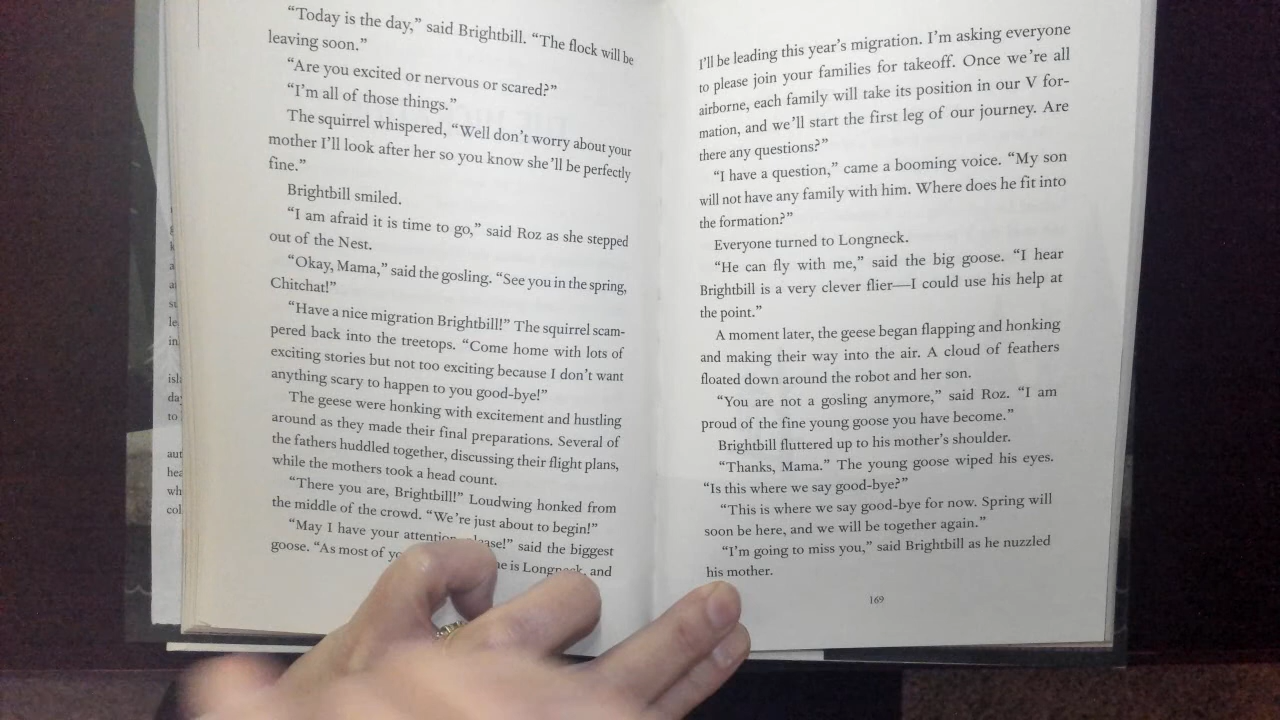 “Today is the day,” said Brightbill. “The flock will be
leaving soon.”
“Are you excited or nervous or scared?”
“I’m all of those things.”
The squirrel whispered, “Well don’t worry about your
mother I’ll look after her so you know she’ll be perfectly
fine.”
Brightbill smiled.
“I am afraid it is time to go,” said Roz as she stepped
out of the Nest.
“Okay, Mama,” said the gosling. “See you in the spring,
Chitchat!”
“Have a nice migration Brightbill!” The squirrel scam-
pered back into the treetops. “Come home with lots of
exciting stories but not too exciting because I don’t want
anything scary to happen to you good-bye!”
The geese were honking with excitement and hustling
around as they made their final preparations. Several of
the fathers huddled together, discussing their flight plans,
while the mothers took a head count.
“There you are, Brightbill!” Loudwing honked from
the middle of the crowd. “We’re just about to begin!”
“May I have your attention, please!” said the biggest
goose. “As most of is Longneck, and
I’ll be leading this year’s migration. I’m asking everyone
to please join your families for takeoff. Once we’re all
airborne, each family will take its position in our V for-
mation, and we’ll start the first leg of our journey. Are
there any questions?”
“I have a question,” came a booming voice. “My son
will not have any family with him. Where does he fit into
the formation?”
Everyone turned to Longneck.
“He can fly with me,” said the big goose. “I hear
Brightbill is a very clever flier—I could use his help at
the point.”
A moment later, the geese began flapping and honking
and making their way into the air. A cloud of feathers
floated down around the robot and her son.
“You are not a gosling anymore,” said Roz. “I am
proud of the fine young goose you have become.”
Brightbill fluttered up to his mother’s shoulder.
“Thanks, Mama.” The young goose wiped his eyes.
“Is this where we say good-bye?”
“This is where we say good-bye for now. Spring will
soon be here, and we will be together again.”
“I’m going to miss you,” said Brightbill as he nuzzled
his mother.
169